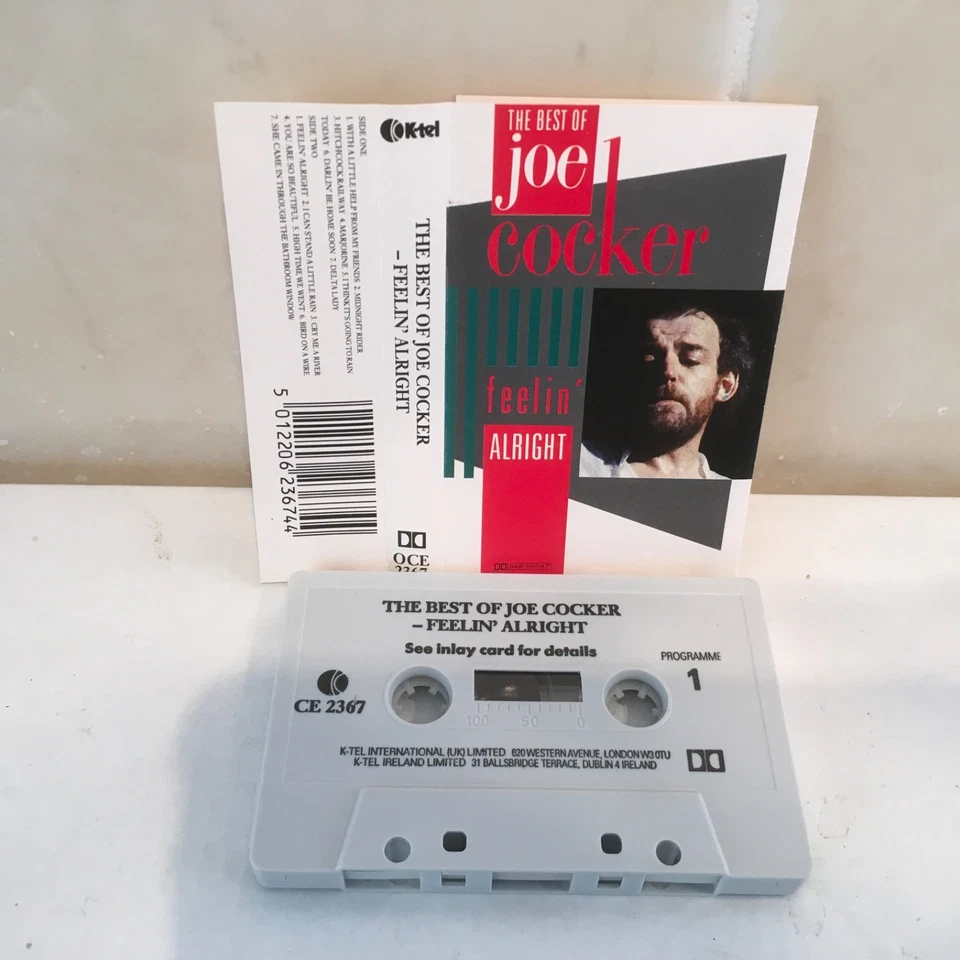 K-tel
SIDE ONE
1. WITH A LITTLE HELP FROM MY FRIENDS 2. MIDNIGHT RIDER
3. HITCHCOCK RAILWAY 4. MARJORINE 5. I THINK IT'S GOING TO RAIN
TODAY 6. DARLIN' BE HOME SOON 7. DELTA LADY
SIDE TWO
1. FEELIN' ALRIGHT 2. I CAN STAND A LITTLE RAIN 3. CRY ME A RIVER
4. YOU ARE SO BEAUTIFUL 5. HIGH TIME WE WENT 6. BIRD ON A WIRE
7. SHE CAME IN THROUGH THE BATHROOM WINDOW
5 012206 236744
THE BEST OF JOE COCKER
– FEELIN' ALRIGHT
OCE
2367
THE BEST OF
joe
cocker
feelin'
ALRIGHT
THE BEST OF JOE COCKER
– FEELIN' ALRIGHT
See inlay card for details
PROGRAMME
1
CE 2367
100 50 0
K-TEL INTERNATIONAL (UK) LIMITED 620 WESTERN AVENUE, LONDON W3 0TU
K-TEL IRELAND LIMITED 31 BALLSBRIDGE TERRACE, DUBLIN 4 IRELAND